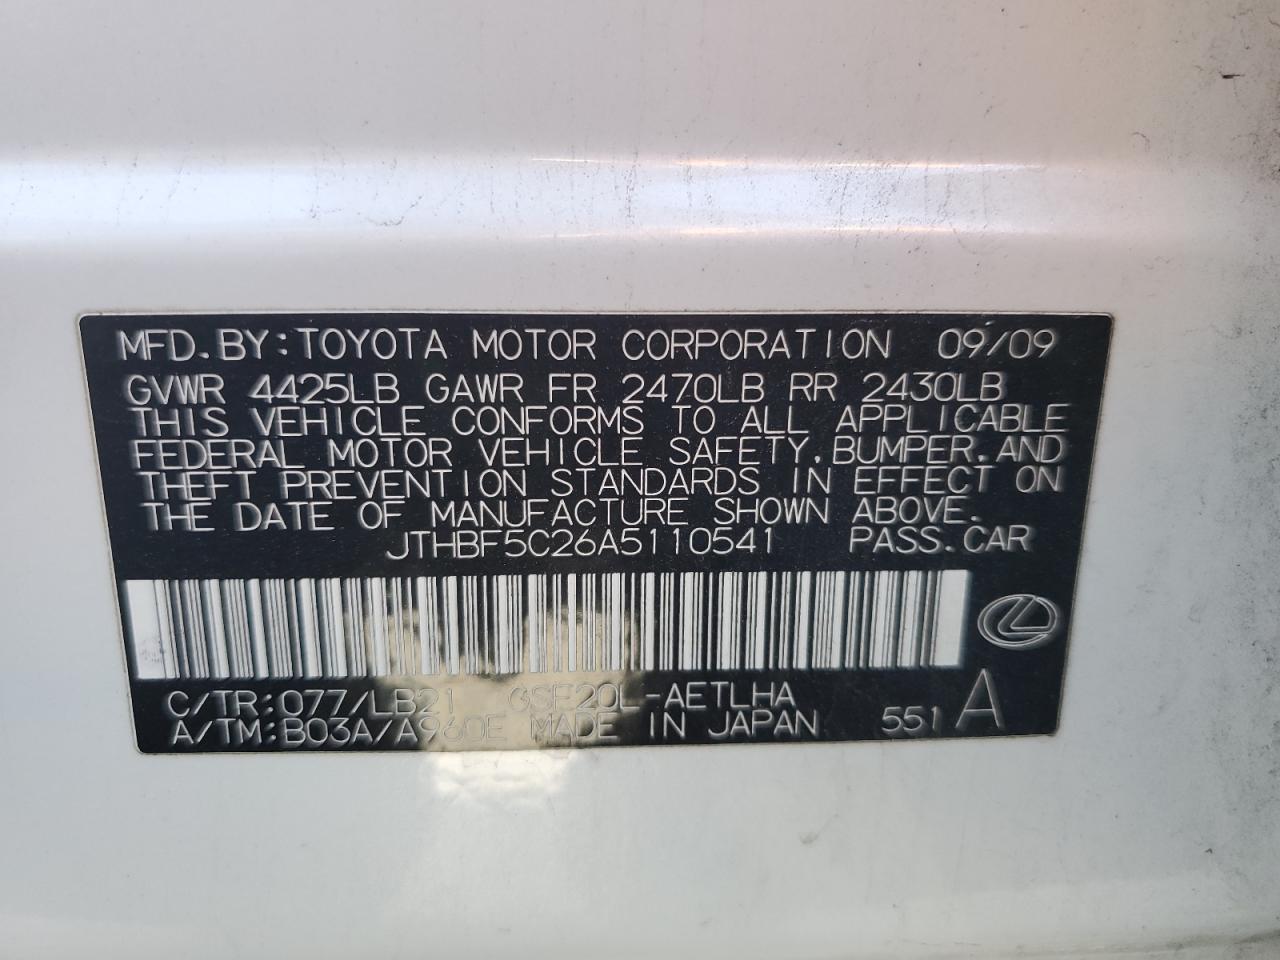 MFD. BY: TOYOTA MOTOR CORPORATION 09/09
GVWR 4425LB GAWR FR 2470LB RR 2430LB
THIS VEHICLE CONFORMS TO ALL APPLICABLE
FEDERAL MOTOR VEHICLE SAFETY, BUMPER, AND
THEFT PREVENTION STANDARDS IN EFFECT ON
THE DATE OF MANUFACTURE SHOWN ABOVE.
JTHBF5C26A5110541 PASS. CAR
C/TR: 077/LB21 GSE20L-AETLHA
A/TM: B03A/A960E MADE IN JAPAN 551 A